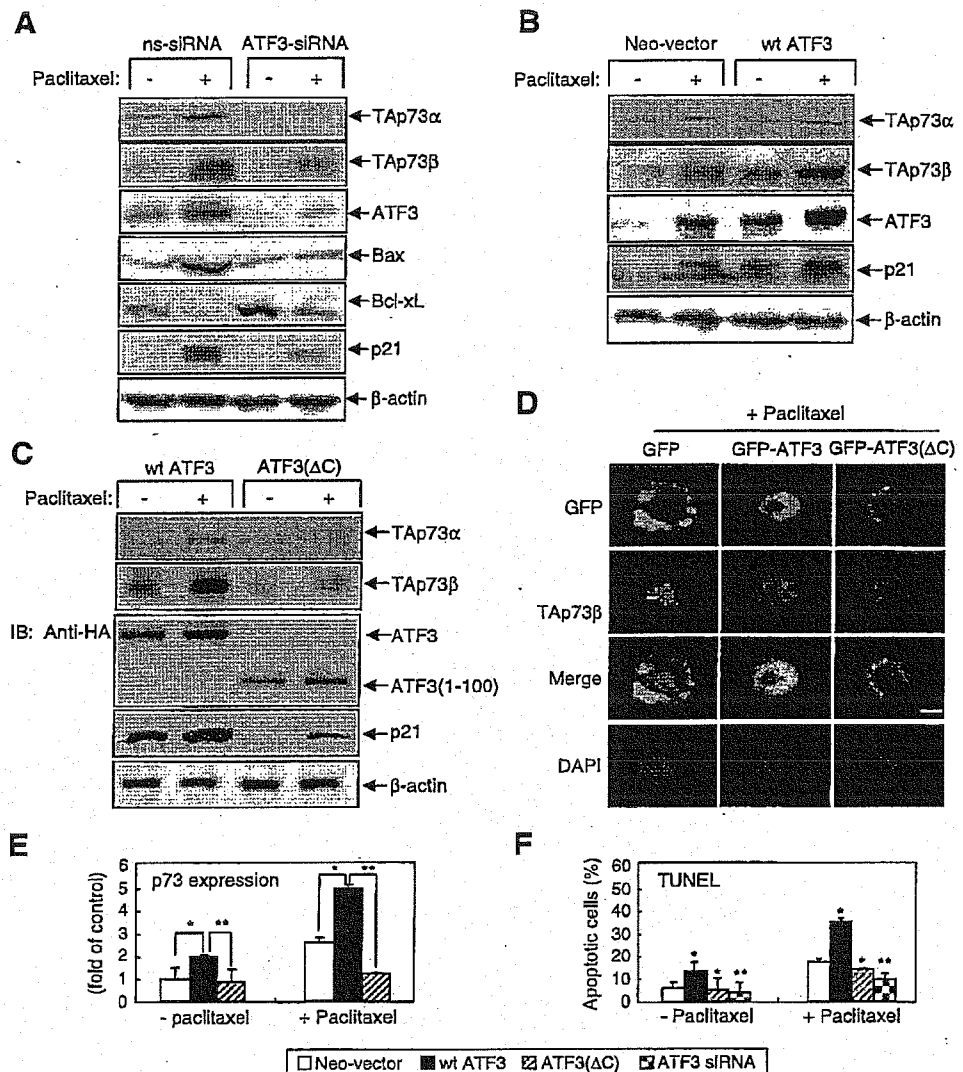 A
ns-siRNA ATF3-siRNA
Paclitaxel: - + - +
TAp73α
TAp73β
ATF3
Bax
Bcl-xL
p21
β-actin
B
Neo-vector wt ATF3
Paclitaxel: - + - +
TAp73α
TAp73β
ATF3
p21
β-actin
C
wt ATF3 ATF3(ΔC)
Paclitaxel: - + - +
TAp73α
TAp73β
IB: Anti-HA
ATF3
ATF3(1-100)
p21
β-actin
D
+ Paclitaxel
GFP GFP-ATF3 GFP-ATF3(ΔC)
GFP
TAp73β
Merge
DAPI
E
p73 expression
(fold of control)
6
5
4
3
2
1
0
* ** * **
- paclitaxel + Paclitaxel
F
TUNEL
Apoptotic cells (%)
60
50
40
30
20
10
0
* * ** * * **
- Paclitaxel + Paclitaxel
Neo-vector wt ATF3 ATF3(ΔC) ATF3 siRNA